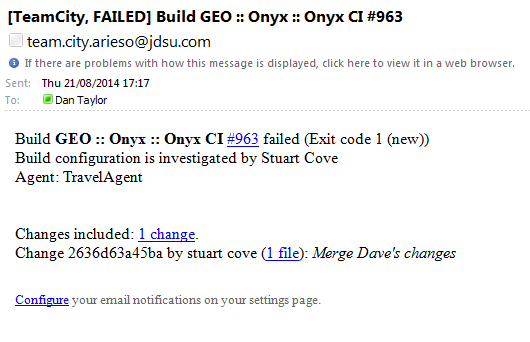 [TeamCity, FAILED] Build GEO :: Onyx :: Onyx CI #963
team.city.arieso@jdsu.com
If there are problems with how this message is displayed, click here to view it in a web browser.
Sent: Thu 21/08/2014 17:17
To: Dan Taylor
Build GEO :: Onyx :: Onyx CI #963 failed (Exit code 1 (new))
Build configuration is investigated by Stuart Cove
Agent: TravelAgent
Changes included: 1 change.
Change 2636d63a45ba by stuart cove (1 file): Merge Dave's changes
Configure your email notifications on your settings page.